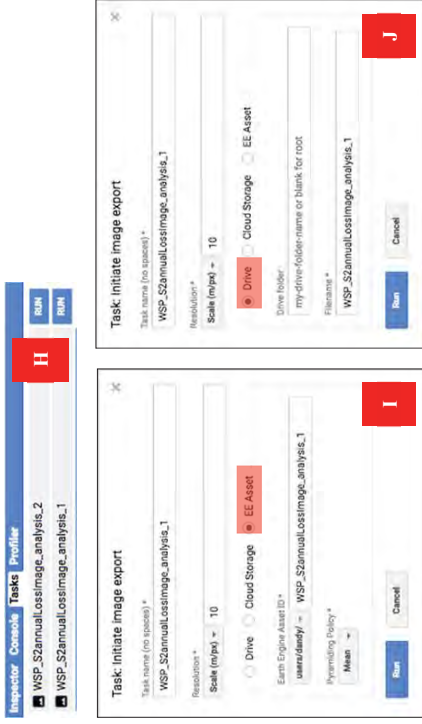 Inspector Console Tasks Profiler
WSP_S2annualLossImage_analysis_2 RUN
WSP_S2annualLossImage_analysis_1 RUN
H
Task: Initiate image export
Task name (no spaces) *
WSP_S2annualLossImage_analysis_1
Resolution *
Scale (m/px) 10
Drive Cloud Storage EE Asset
Earth Engine Asset ID *
users/dandy/ WSP_S2annualLossImage_analysis_1
Pyramiding Policy *
Mean
Run Cancel
I
Task: Initiate image export
Task name (no spaces) *
WSP_S2annualLossImage_analysis_1
Resolution *
Scale (m/px) 10
Drive Cloud Storage EE Asset
Drive folder
my-drive-folder-name or blank for root
Filename *
WSP_S2annualLossImage_analysis_1
Run Cancel
J